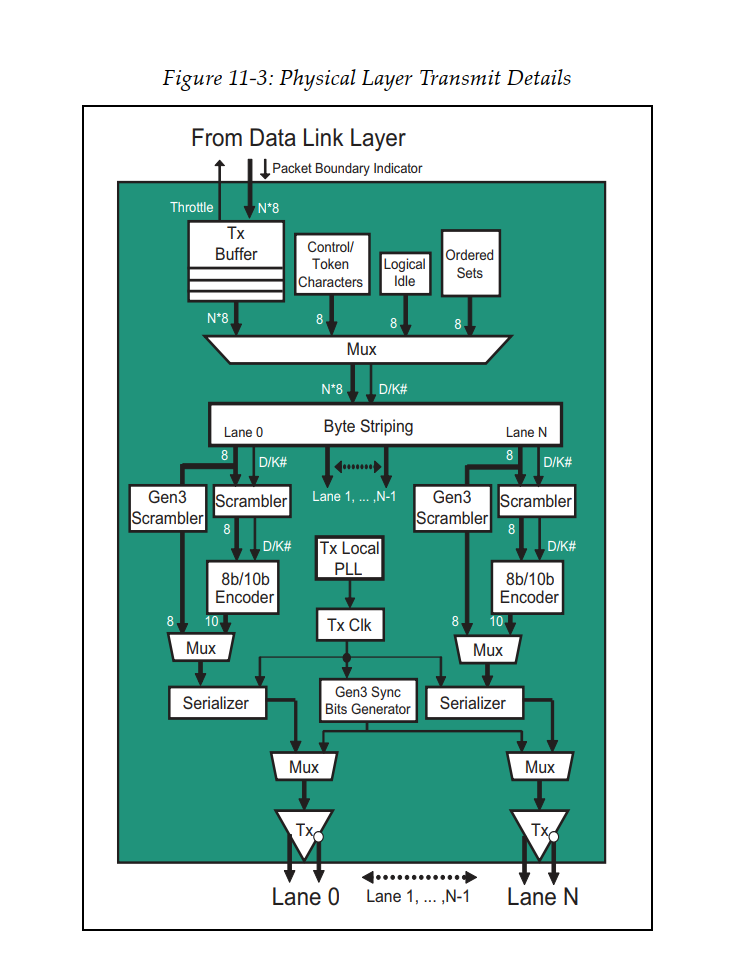 Figure 11-3: Physical Layer Transmit Details
From Data Link Layer
Packet Boundary Indicator
Throttle
N*8
Tx
Buffer
Control/
Token
Characters
Logical
Idle
Ordered
Sets
N*8
8
8
8
Mux
N*8
D/K#
Byte Striping
Lane 0
Lane N
8
D/K#
8
D/K#
Lane 1, ... ,N-1
Gen3
Scrambler
Scrambler
Gen3
Scrambler
Scrambler
8
D/K#
8
D/K#
Tx Local
PLL
8b/10b
Encoder
8b/10b
Encoder
8
10
Tx Clk
8
10
Mux
Mux
Serializer
Gen3 Sync
Bits Generator
Serializer
Mux
Mux
Tx
Tx
Lane 0
Lane 1, ... ,N-1
Lane N